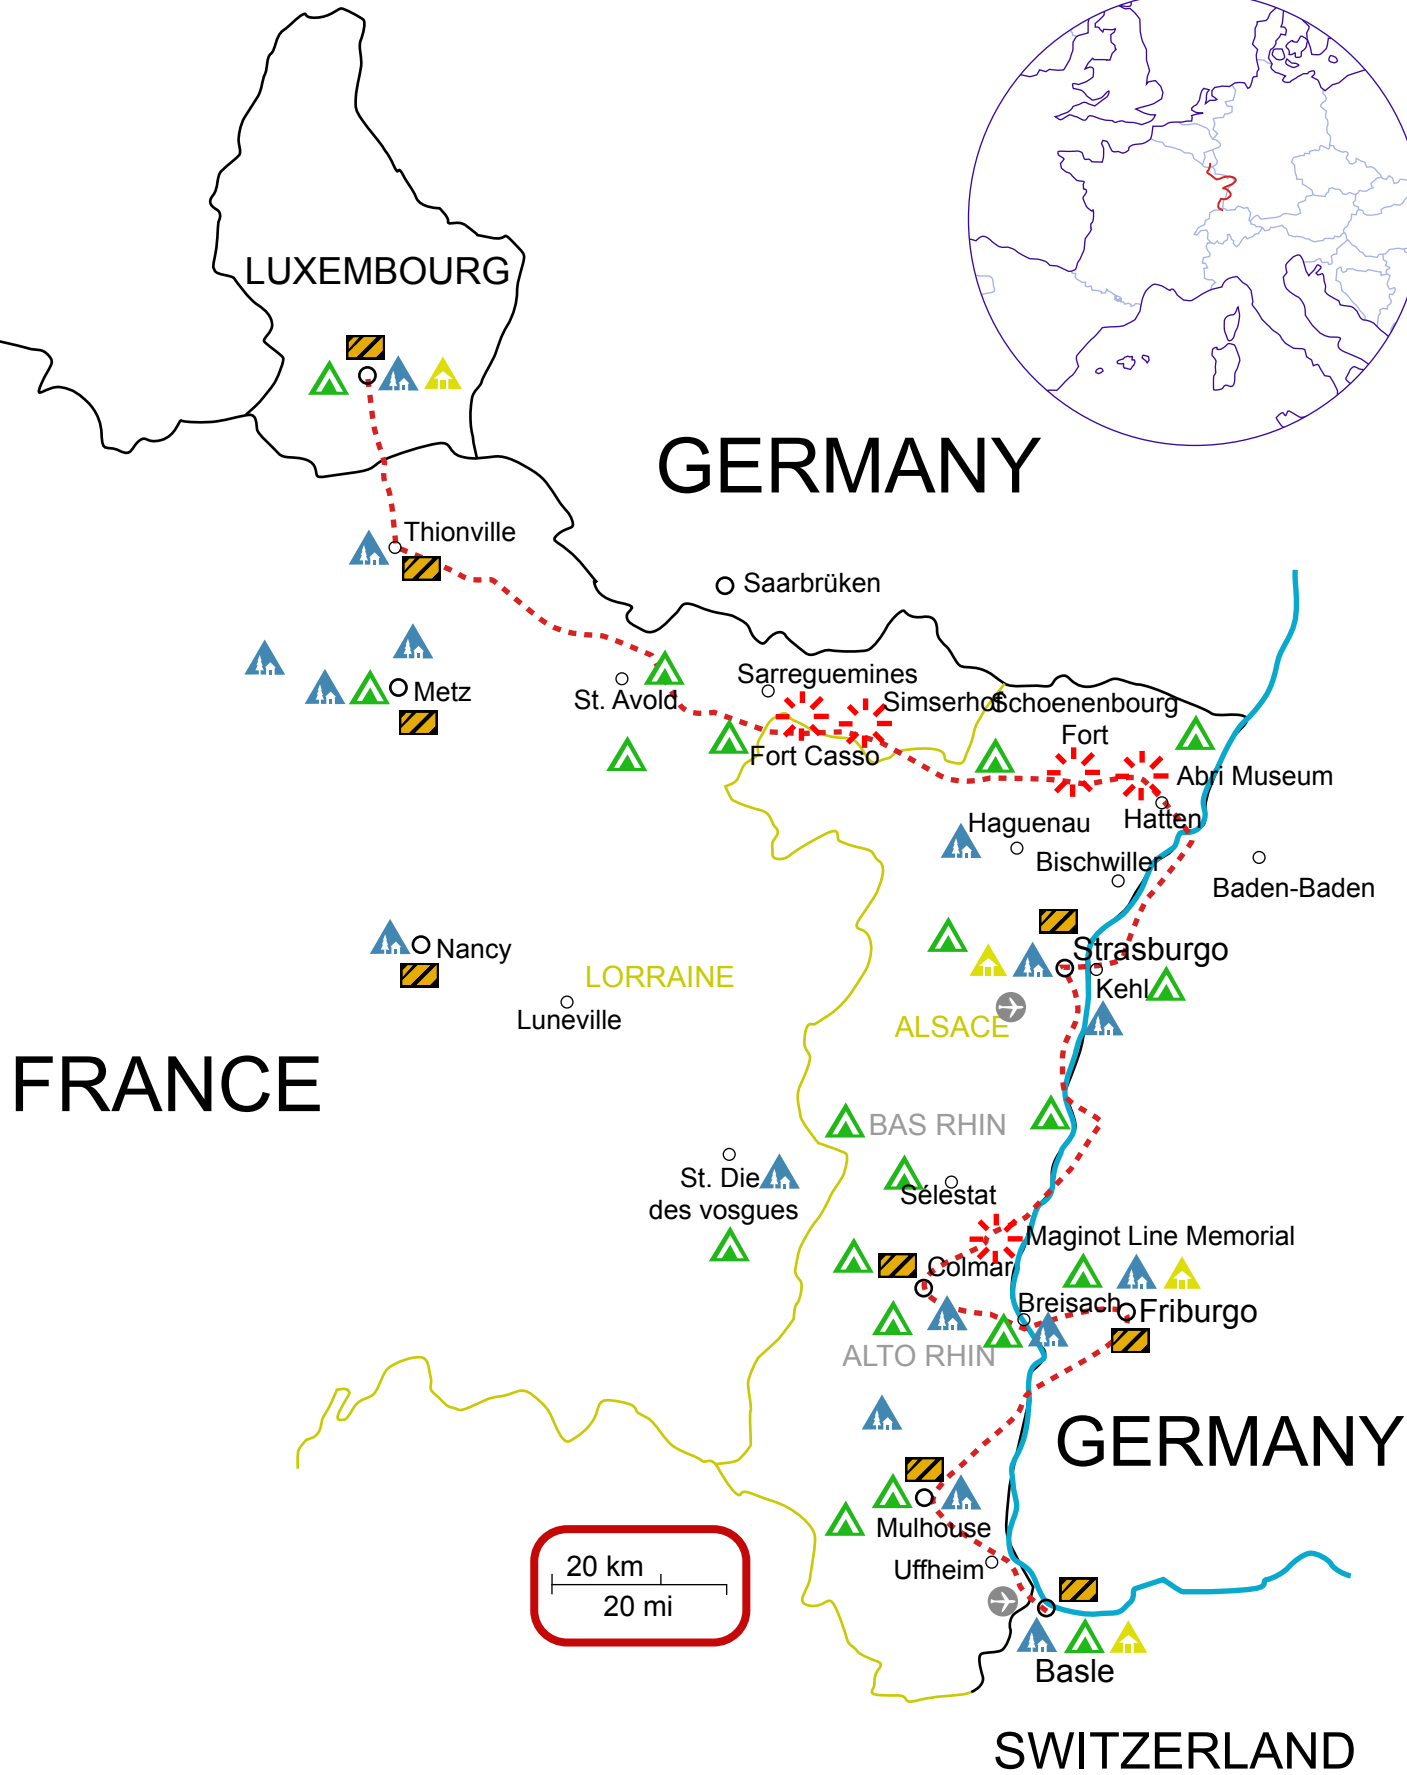 LUXEMBOURG
GERMANY
Thionville
Saarbrüken
Sarreguemines
St. Avold
Metz
Simserhof
Schoenenbourg
Fort
Fort Casso
Abri Museum
Hatten
Haguenau
Bischwiller
Baden-Baden
Nancy
Strasburgo
LORRAINE
Kehl
Luneville
ALSACE
FRANCE
BAS RHIN
St. Die
des vosgues
Sélestat
Maginot Line Memorial
Colmar
Breisach
Friburgo
ALTO RHIN
GERMANY
Mulhouse
Uffheim
20 km
20 mi
Basle
SWITZERLAND